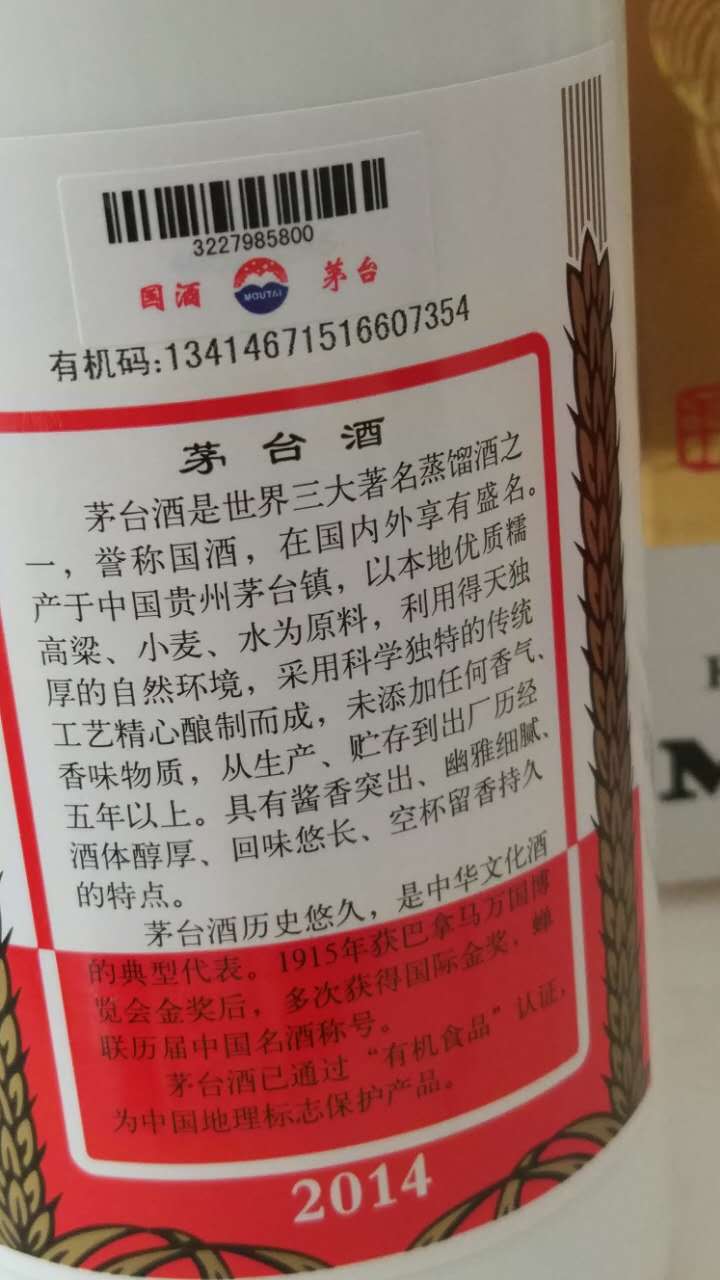 3227985800
国酒 MOUTAI 茅台
有机码:13414671516607354
茅台酒
茅台酒是世界三大著名蒸馏酒之
一，誉称国酒，在国内外享有盛名。
产于中国贵州茅台镇，以本地优质糯
高粱、小麦、水为原料，利用得天独
厚的自然环境，采用科学独特的传统
工艺精心酿制而成，未添加任何香气、
香味物质，从生产、贮存到出厂历经
五年以上。具有酱香突出、幽雅细腻、
酒体醇厚、回味悠长、空杯留香持久
的特点。
茅台酒历史悠久，是中华文化酒
的典型代表。1915年获巴拿马万国博
览会金奖后，多次获得国际金奖，蝉
联历届中国名酒称号。
茅台酒已通过“有机食品”认证，
为中国地理标志保护产品。
2014